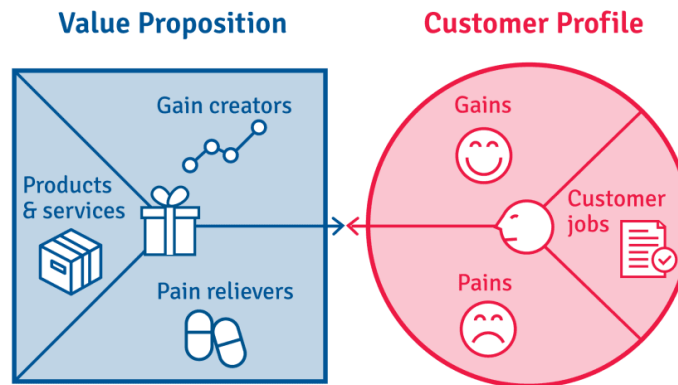 Value Proposition
Customer Profile
Gain creators
Products
& services
Pain relievers
Gains
Customer
jobs
Pains